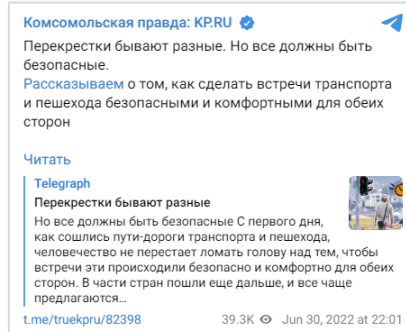 Комсомольская правда: KP.RU
Перекрестки бывают разные. Но все должны быть
безопасные.
Рассказываем о том, как сделать встречи транспорта
и пешехода безопасными и комфортными для обеих
сторон
Читать
Telegraph
Перекрестки бывают разные
Но все должны быть безопасные С первого дня,
как сошлись пути-дороги транспорта и пешехода,
человечество не перестает ломать голову над тем, чтобы
встречи эти происходили безопасно и комфортно для обеих
сторон. В части стран пошли еще дальше, и все чаще
предлагаются…
t.me/truekpru/82398 39.3K Jun 30, 2022 at 22:01